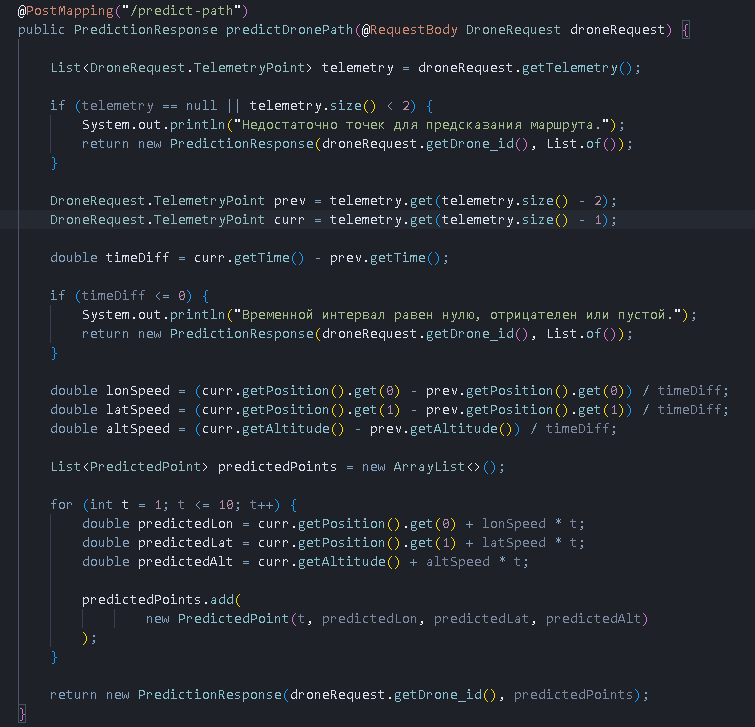 @PostMapping("/predict-path")
public PredictionResponse predictDronePath(@RequestBody DroneRequest droneRequest) {
List<DroneRequest.TelemetryPoint> telemetry = droneRequest.getTelemetry();
if (telemetry == null || telemetry.size() < 2) {
System.out.println("Недостаточно точек для предсказания маршрута.");
return new PredictionResponse(droneRequest.getDrone_id(), List.of());
}
DroneRequest.TelemetryPoint prev = telemetry.get(telemetry.size() - 2);
DroneRequest.TelemetryPoint curr = telemetry.get(telemetry.size() - 1);
double timeDiff = curr.getTime() - prev.getTime();
if (timeDiff <= 0) {
System.out.println("Временной интервал равен нулю, отрицателен или пустой.");
return new PredictionResponse(droneRequest.getDrone_id(), List.of());
}
double lonSpeed = (curr.getPosition().get(0) - prev.getPosition().get(0)) / timeDiff;
double latSpeed = (curr.getPosition().get(1) - prev.getPosition().get(1)) / timeDiff;
double altSpeed = (curr.getAltitude() - prev.getAltitude()) / timeDiff;
List<PredictedPoint> predictedPoints = new ArrayList<>();
for (int t = 1; t <= 10; t++) {
double predictedLon = curr.getPosition().get(0) + lonSpeed * t;
double predictedLat = curr.getPosition().get(1) + latSpeed * t;
double predictedAlt = curr.getAltitude() + altSpeed * t;
predictedPoints.add(
new PredictedPoint(t, predictedLon, predictedLat, predictedAlt)
);
}
return new PredictionResponse(droneRequest.getDrone_id(), predictedPoints);
}